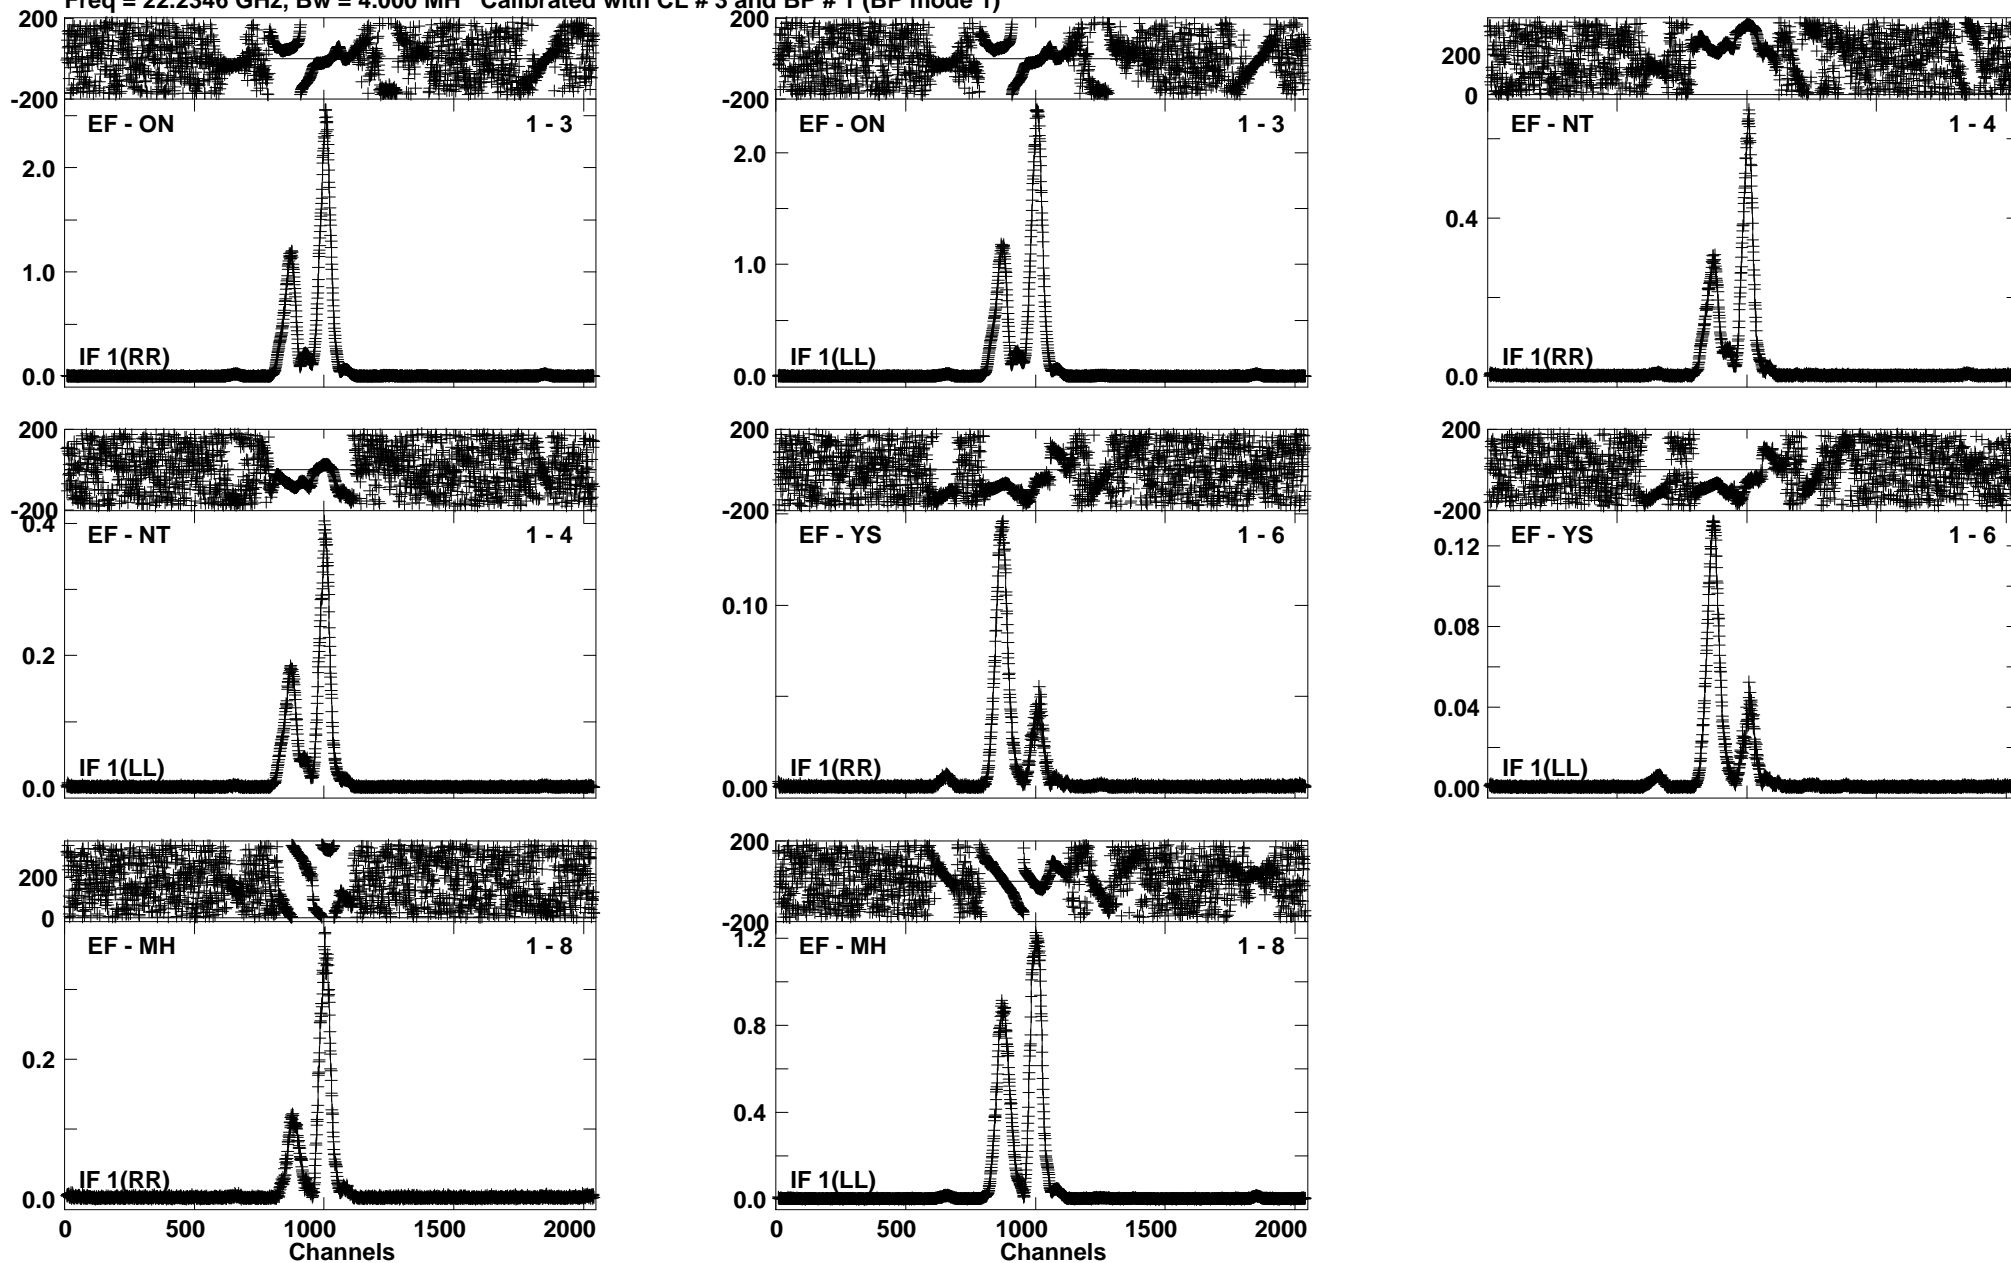 Freq = 22.2346 GHz, Bw = 4.000 MH Calibrated with CL # 3 and BP # 1 (BP mode 1)
200
-200
EF - ON 1 - 3
2.0
1.0
IF 1(RR)
0.0
200
-200
EF - ON 1 - 3
2.0
1.0
IF 1(LL)
0.0
200
0
EF - NT 1 - 4
0.4
IF 1(RR)
0.0
200
-200
0.4
EF - NT 1 - 4
0.2
IF 1(LL)
0.0
200
-200
EF - YS 1 - 6
0.10
IF 1(RR)
0.00
200
-200
EF - YS 1 - 6
0.12
0.08
0.04
IF 1(LL)
0.00
200
0
EF - MH 1 - 8
0.2
IF 1(RR)
0.0
0 500 1000 1500 2000
Channels
200
-200
1.2
EF - MH 1 - 8
0.8
0.4
IF 1(LL)
0.0
0 500 1000 1500 2000
Channels